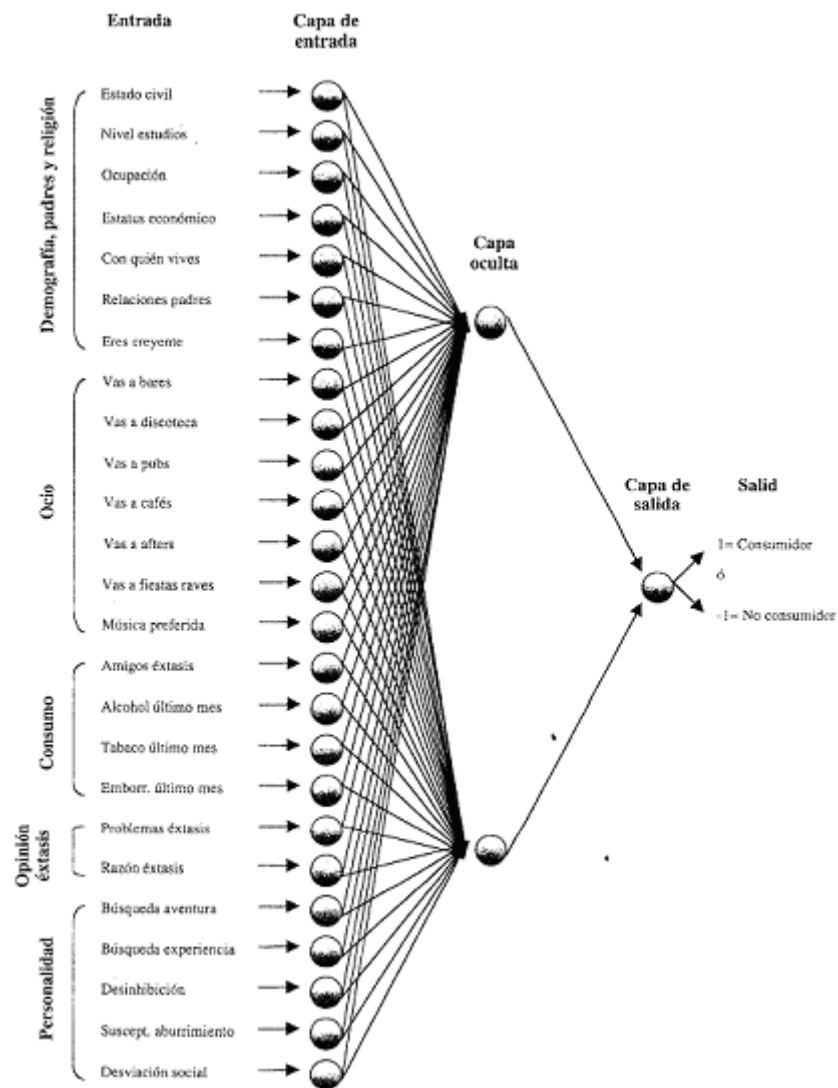 Entrada
Capa de
entrada
Demografía, padres y religión
Estado civil
Nivel estudios
Ocupación
Estatus económico
Con quién vives
Relaciones padres
Eres creyente
Ocio
Vas a bares
Vas a discoteca
Vas a pubs
Vas a cafés
Vas a afters
Vas a fiestas raves
Música preferida
Consumo
Amigos éxtasis
Alcohol último mes
Tabaco último mes
Emborr. último mes
Opinión
éxtasis
Problemas éxtasis
Razón éxtasis
Personalidad
Búsqueda aventura
Búsqueda experiencia
Desinhibición
Suscept. aburrimiento
Desviación social
Capa
oculta
Capa de
salida
Salid
1= Consumidor
ó
-1= No consumidor